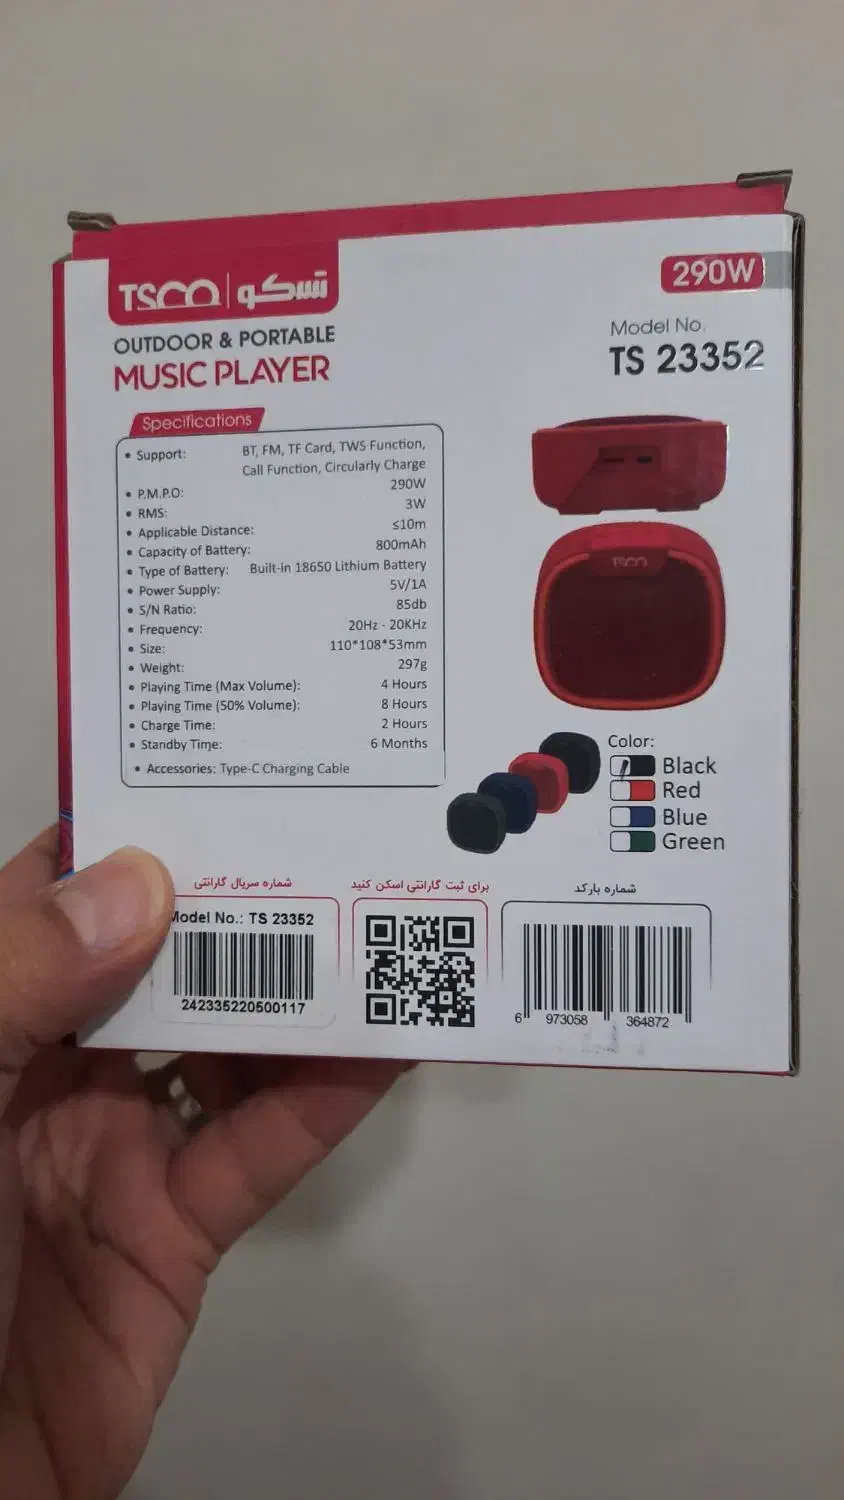 TSCO | تسکو
290W
OUTDOOR & PORTABLE
MUSIC PLAYER
Model No.
TS 23352
Specifications
• Support: BT, FM, TF Card, TWS Function,
Call Function, Circularly Charge
• P.M.P.O: 290W
• RMS: 3W
• Applicable Distance: ≤10m
• Capacity of Battery: 800mAh
• Type of Battery: Built-in 18650 Lithium Battery
• Power Supply: 5V/1A
• S/N Ratio: 85db
• Frequency: 20Hz - 20KHz
• Size: 110*108*53mm
• Weight: 297g
• Playing Time (Max Volume): 4 Hours
• Playing Time (50% Volume): 8 Hours
• Charge Time: 2 Hours
• Standby Time: 6 Months
• Accessories: Type-C Charging Cable
TSCO
Color:
Black
Red
Blue
Green
شماره سریال گارانتی
Model No.: TS 23352
242335220500117
برای ثبت گارانتی اسکن کنید
شماره بارکد
6 973058 364872